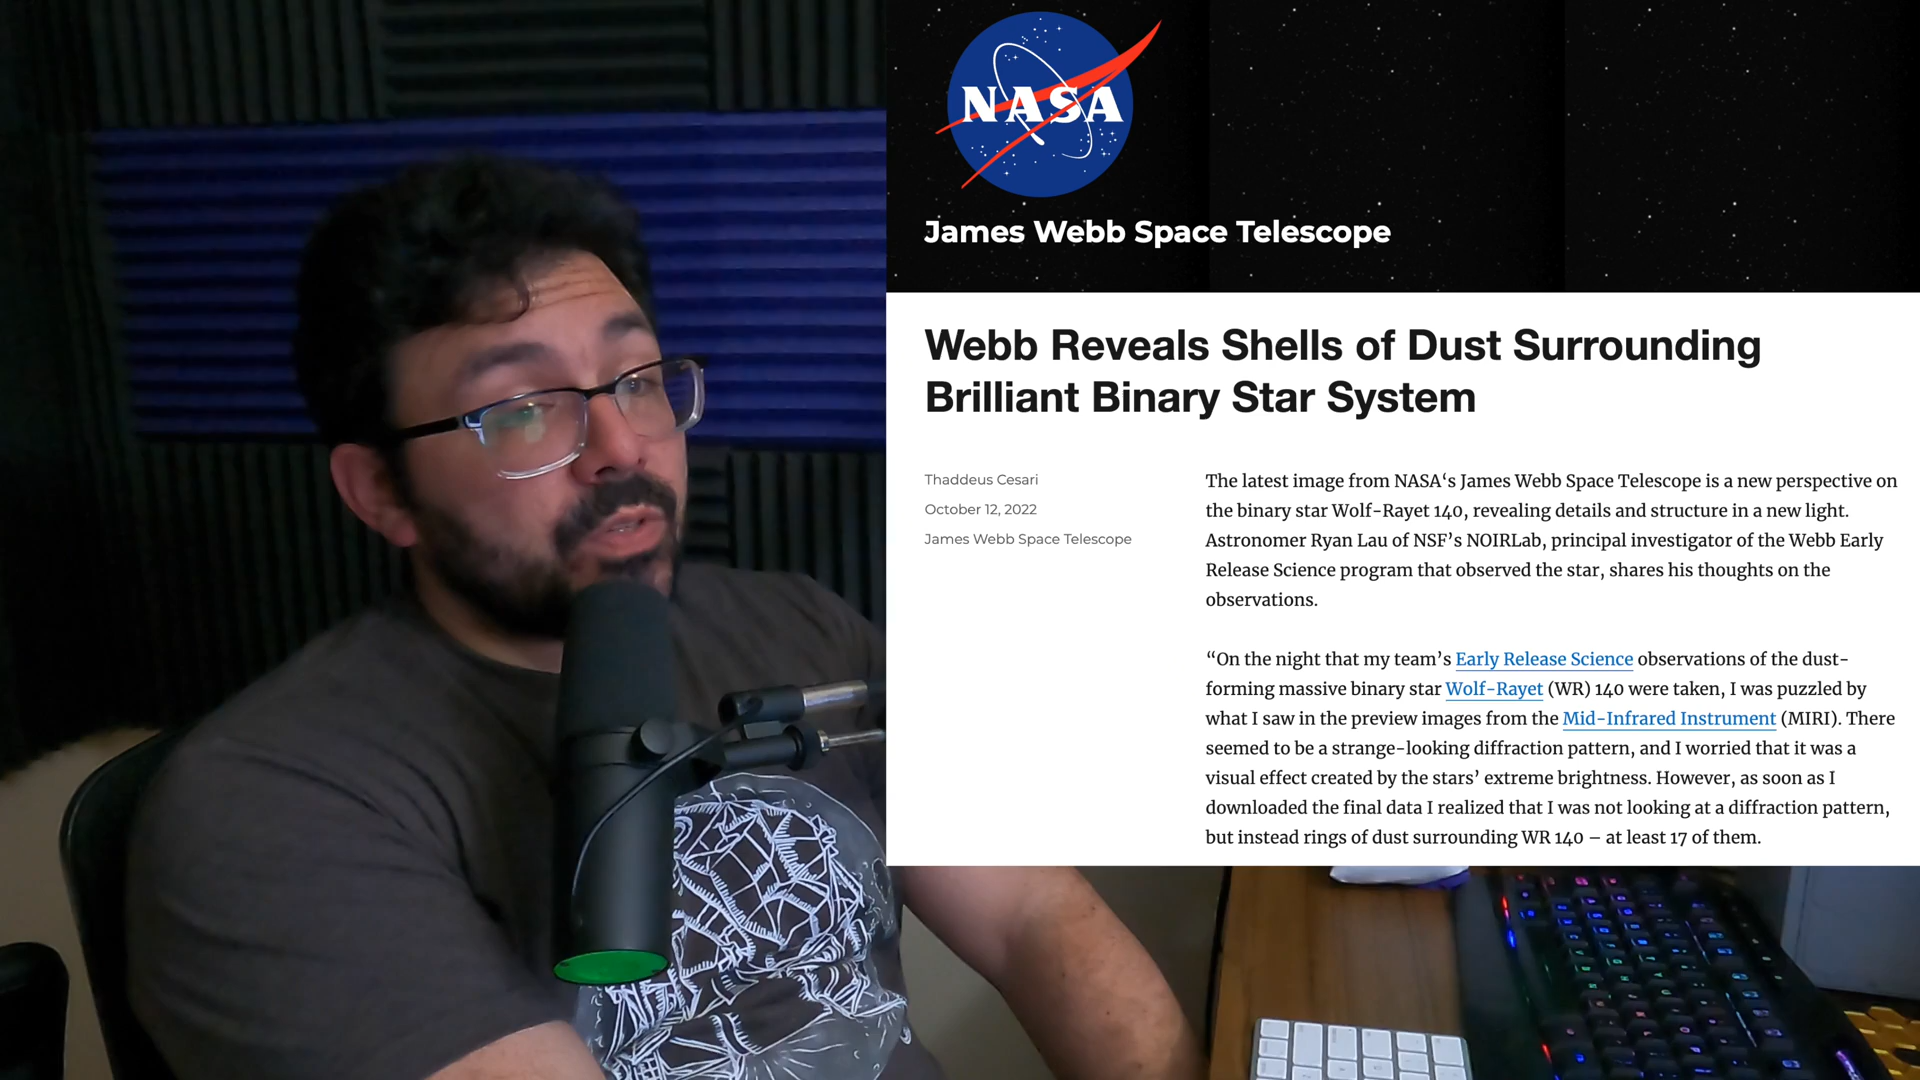 NASA
James Webb Space Telescope
Webb Reveals Shells of Dust Surrounding
Brilliant Binary Star System
Thaddeus Cesari
October 12, 2022
James Webb Space Telescope
The latest image from NASA‘s James Webb Space Telescope is a new perspective on
the binary star Wolf-Rayet 140, revealing details and structure in a new light.
Astronomer Ryan Lau of NSF’s NOIRLab, principal investigator of the Webb Early
Release Science program that observed the star, shares his thoughts on the
observations.
“On the night that my team’s Early Release Science observations of the dust-
forming massive binary star Wolf-Rayet (WR) 140 were taken, I was puzzled by
what I saw in the preview images from the Mid-Infrared Instrument (MIRI). There
seemed to be a strange-looking diffraction pattern, and I worried that it was a
visual effect created by the stars’ extreme brightness. However, as soon as I
downloaded the final data I realized that I was not looking at a diffraction pattern,
but instead rings of dust surrounding WR 140 – at least 17 of them.